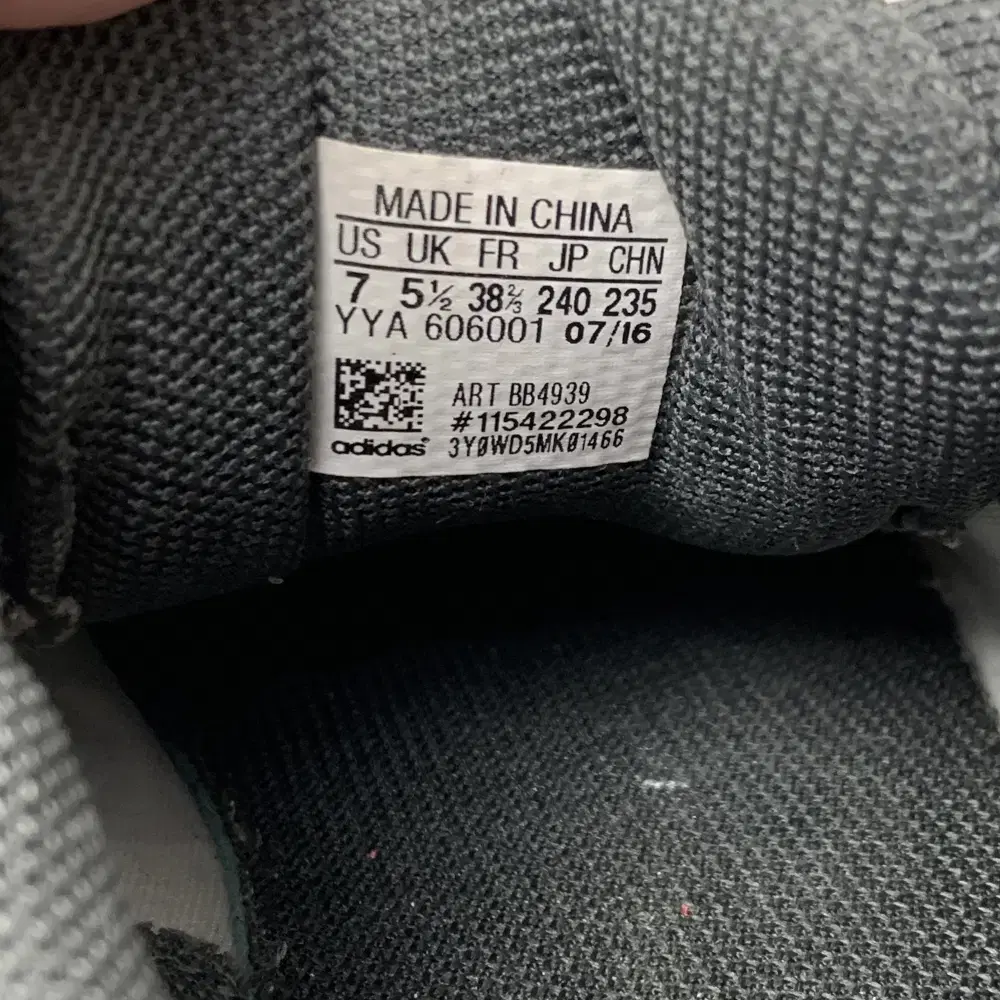 MADE IN CHINA
US UK FR JP CHN
7 5½ 38⅔ 240 235
YYA 606001 07/16
ART BB4939
#115422298
adidas® 3YØWD5MKØ1466